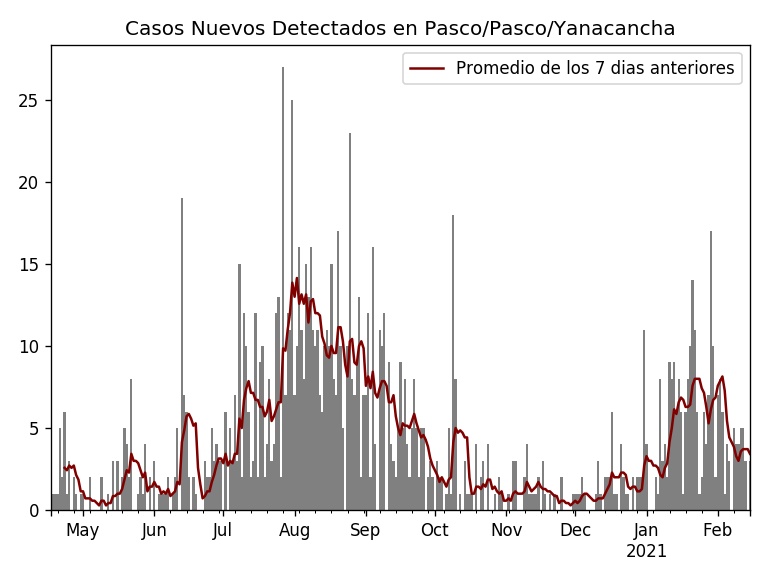 Casos Nuevos Detectados en Pasco/Pasco/Yanacancha
Promedio de los 7 dias anteriores
25
20
15
10
5
0
May Jun Jul Aug Sep Oct Nov Dec Jan Feb
2021